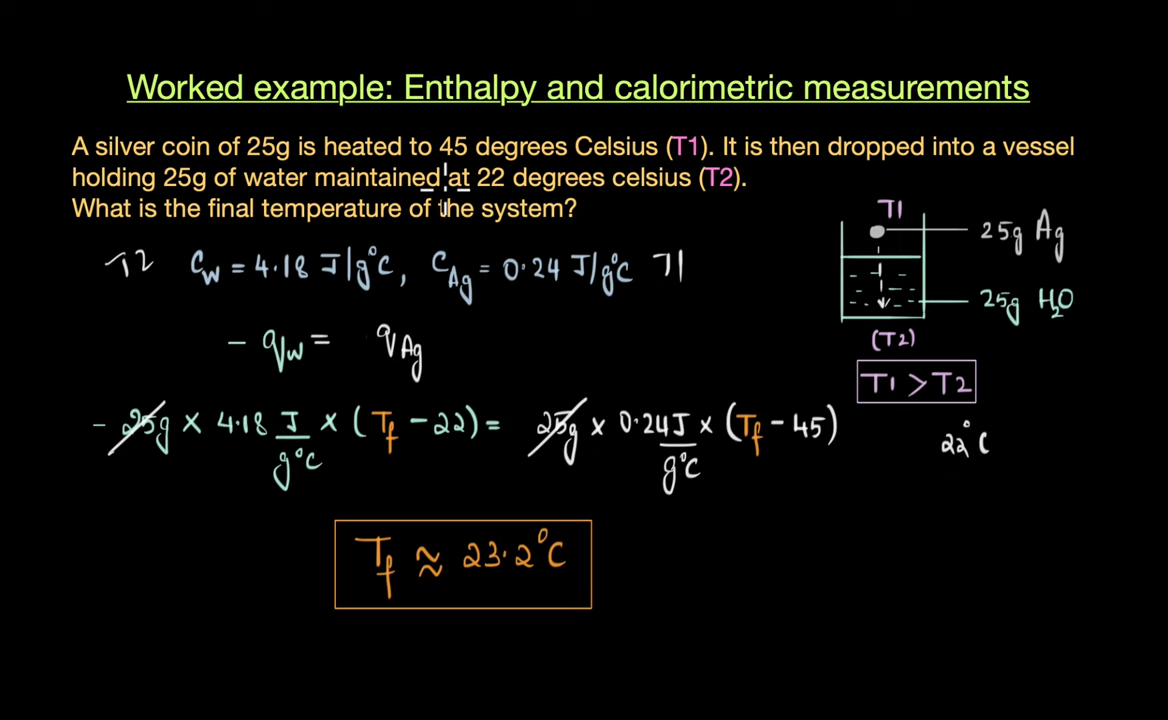 Worked example: Enthalpy and calorimetric measurements
A silver coin of 25g is heated to 45 degrees Celsius (T1). It is then dropped into a vessel
holding 25g of water maintained at 22 degrees celsius (T2).
What is the final temperature of the system?
T1
25g Ag
T2 Cw = 4.18 J/g°C, CAg = 0.24 J/g°C T1
25g H2O
(T2)
- qw = qAg
T1 > T2
- 25g × 4.18 J/g°C × (Tf - 22) = 25g × 0.24J/g°C × (Tf - 45)
22°C
Tf ≈ 23.2°C